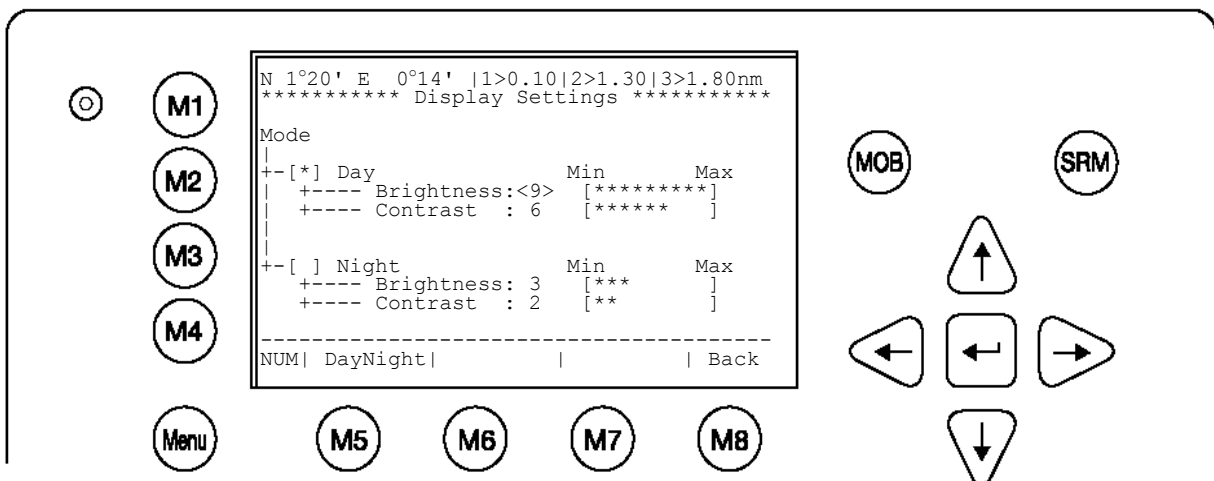 N 1°20' E  0°14' |1>0.10|2>1.30|3>1.80nm
*********** Display Settings ***********
Mode
|
+-[*] Day               Min       Max
|  +---- Brightness:<9>  [*********]
|  +---- Contrast  : 6   [******   ]
|
|
+-[ ] Night             Min       Max
   +---- Brightness: 3   [***      ]
   +---- Contrast  : 2   [**       ]
----------------------------------------
NUM| DayNight|         |         | Back
M1
M2
M3
M4
Menu
M5
M6
M7
M8
MOB
SRM